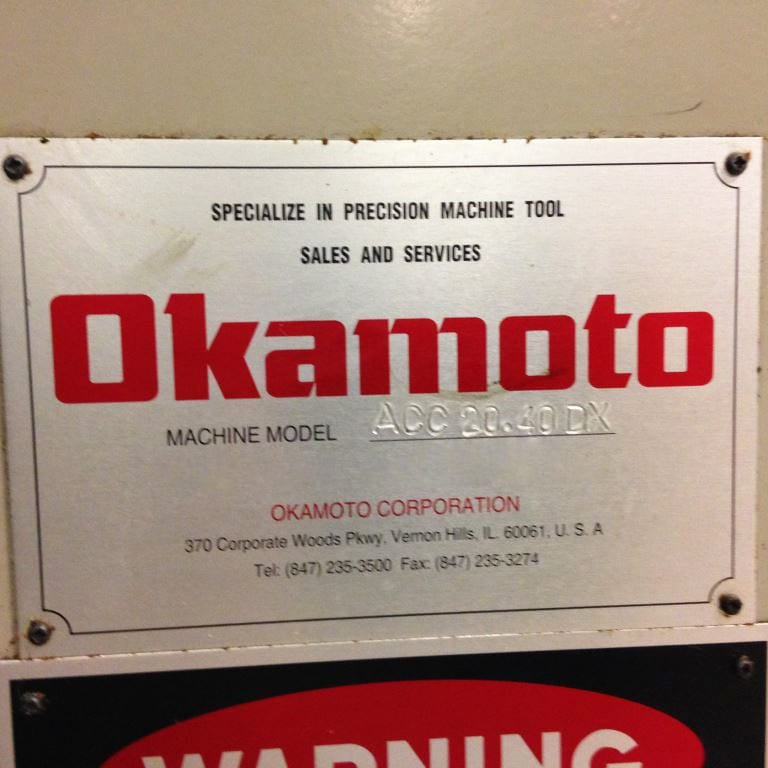 SPECIALIZE IN PRECISION MACHINE TOOL
SALES AND SERVICES
Okamoto
MACHINE MODEL ACC 20.40 DX
OKAMOTO CORPORATION
370 Corporate Woods Pkwy, Vernon Hills, IL. 60061, U. S. A
Tel: (847) 235-3500 Fax: (847) 235-3274
WARNING